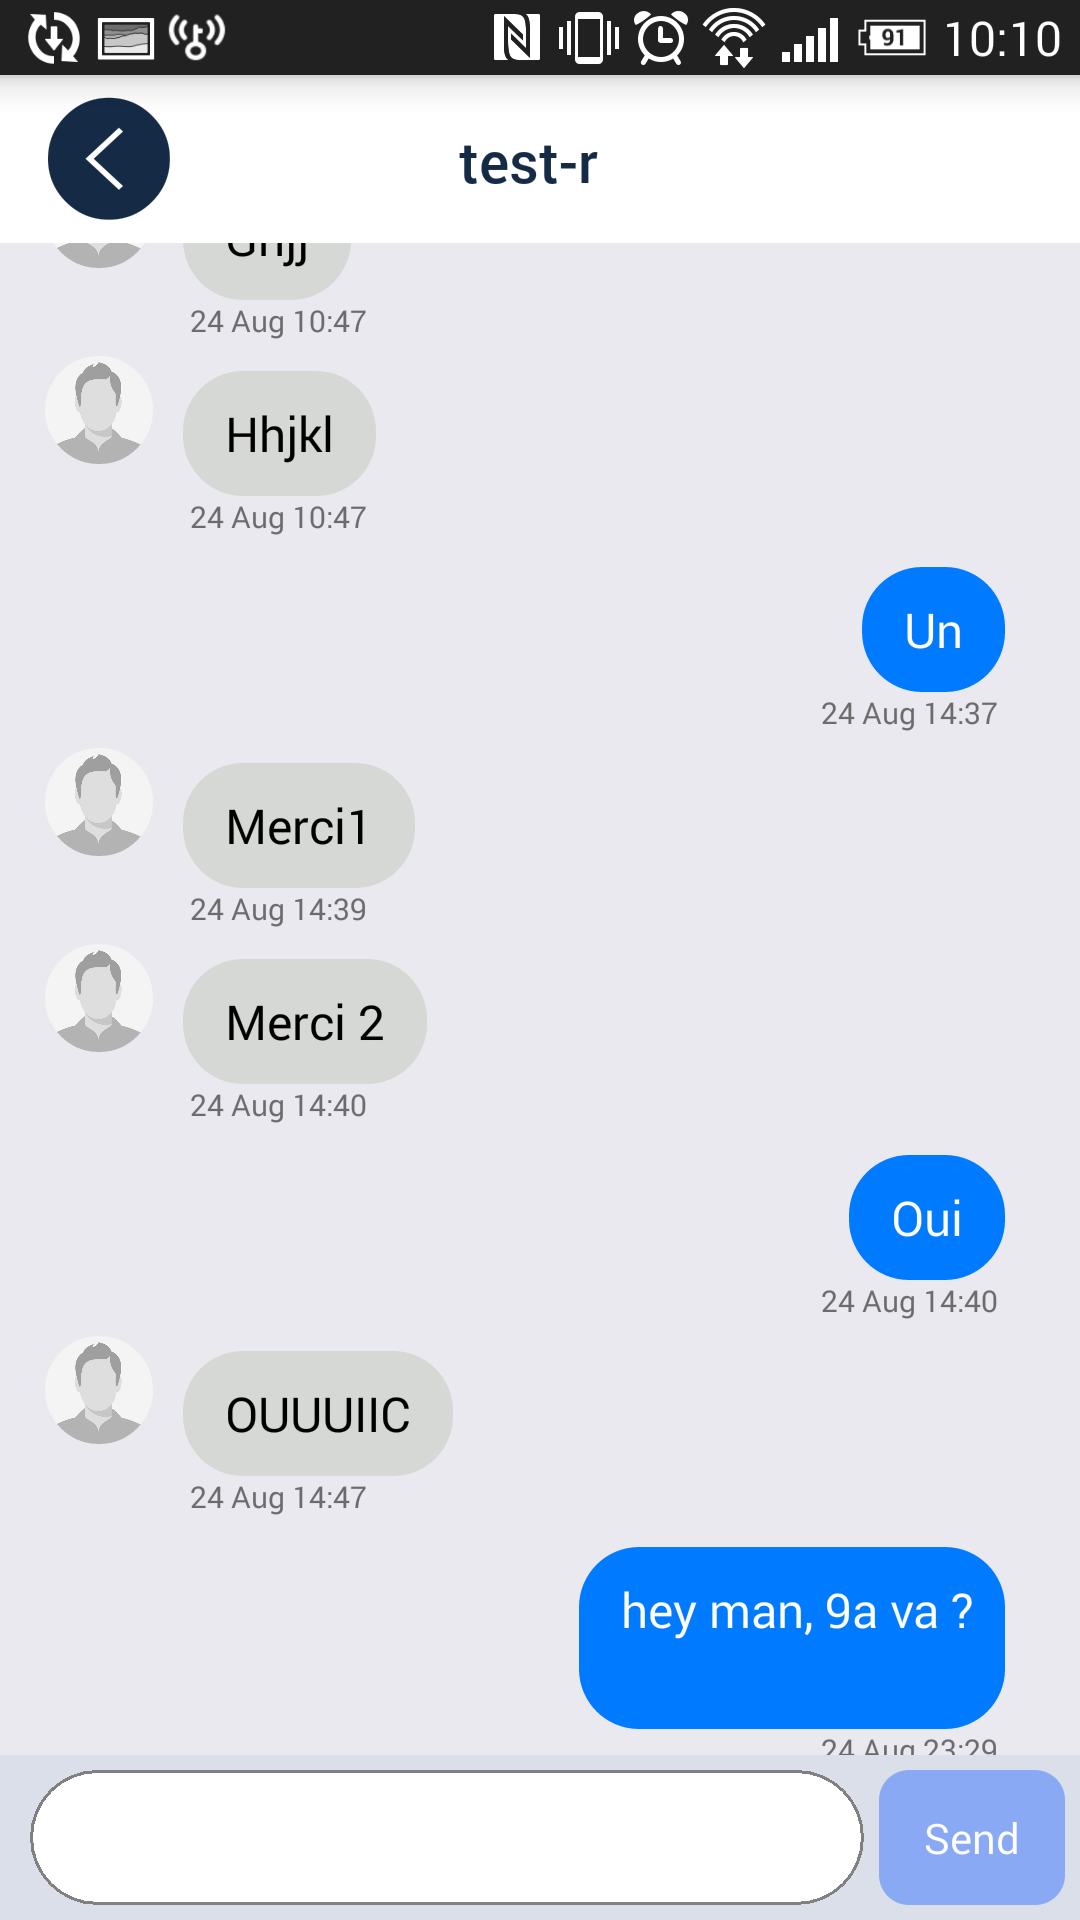 91 10:10
test-r
Ghjj
24 Aug 10:47
Hhjkl
24 Aug 10:47
Un
24 Aug 14:37
Merci1
24 Aug 14:39
Merci 2
24 Aug 14:40
Oui
24 Aug 14:40
OUUUIIC
24 Aug 14:47
hey man, 9a va ?
24 Aug 23:29
Send